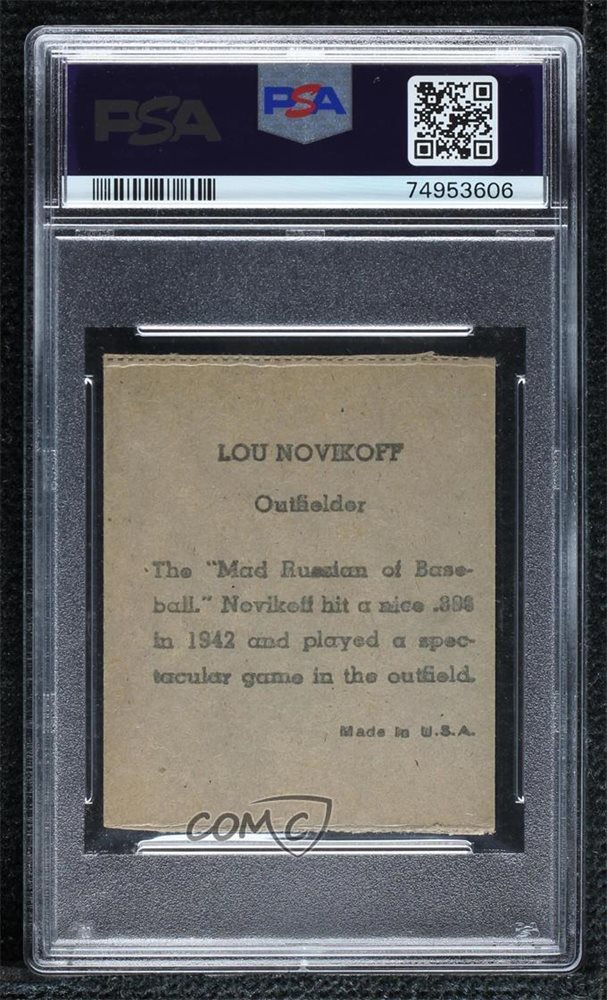 PSA
PSA
74953606
LOU NOVIKOFF
Outfielder
The "Mad Russian of Base-
ball." Novikoff hit a nice
in 1942 and played a spec-
tacular game in the outfield.
Made in U.S.A.
COMC